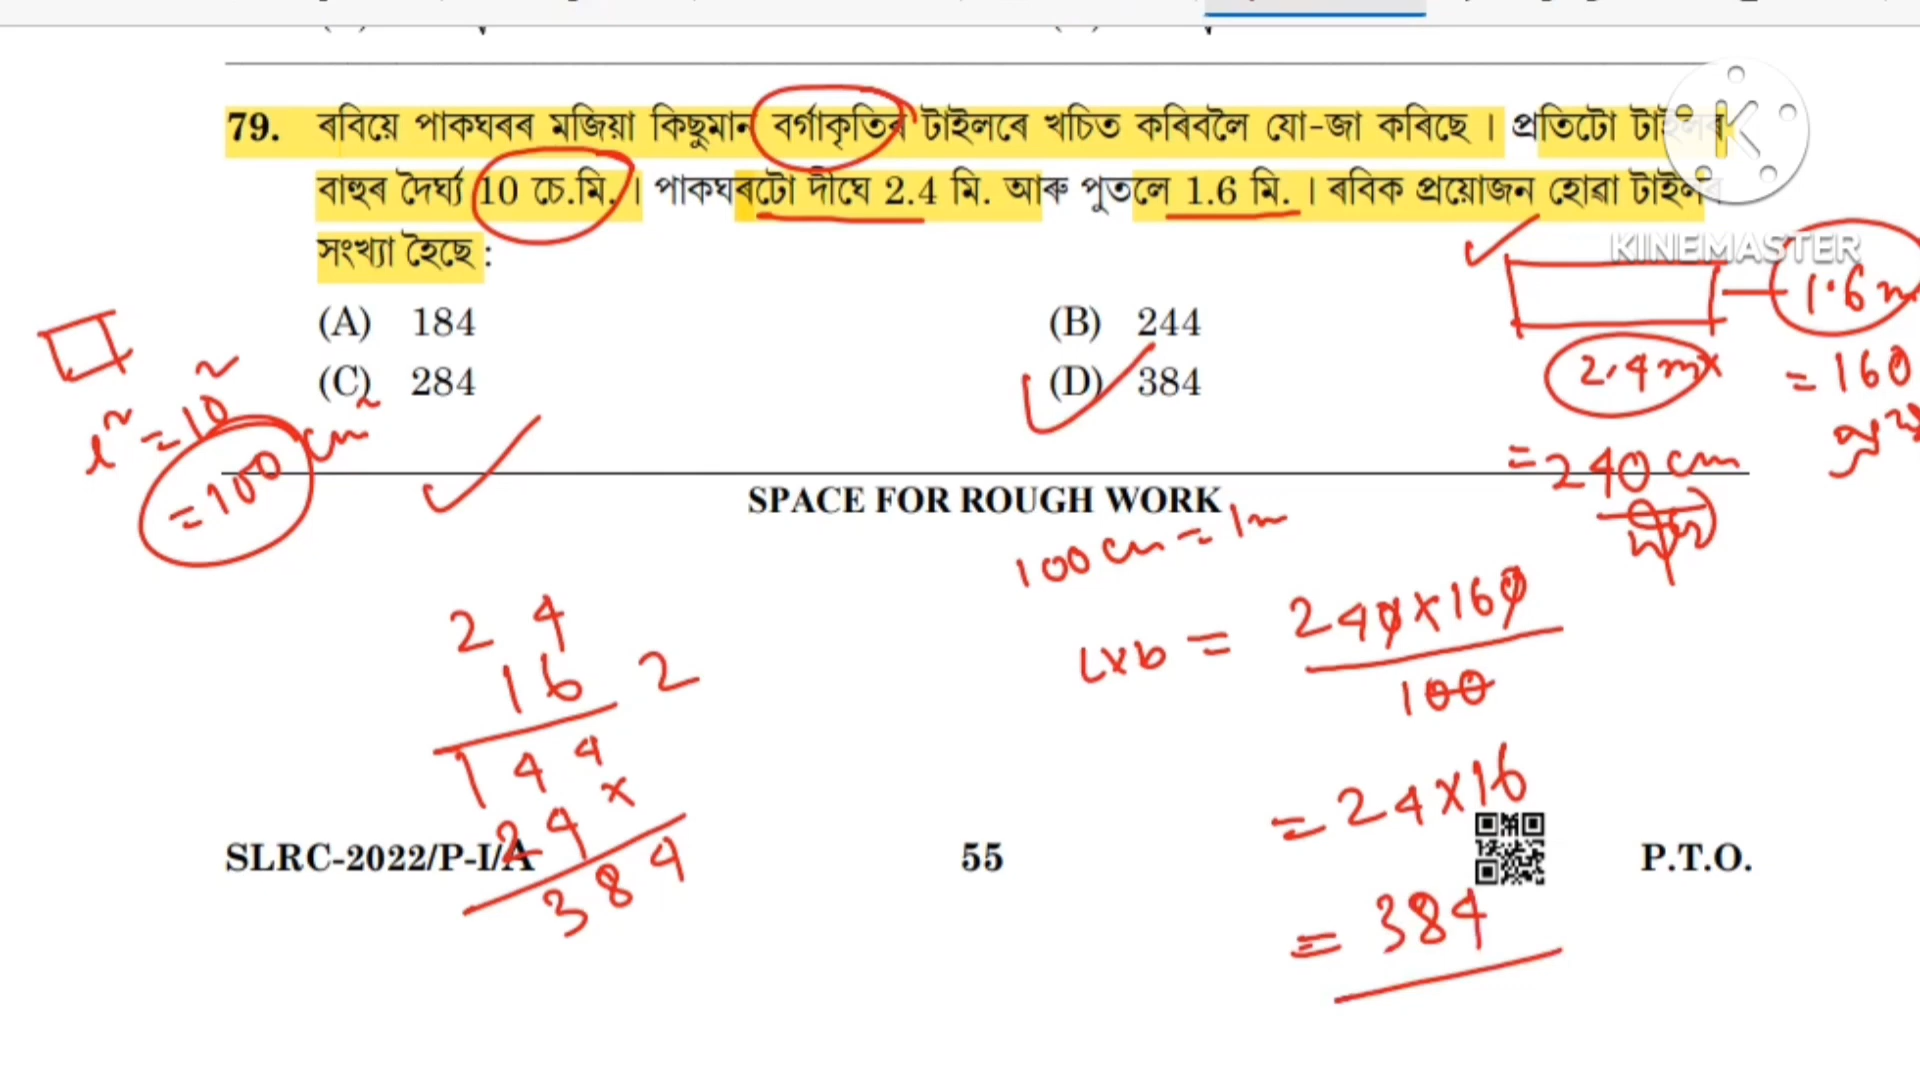 79. ৰবিয়ে পাকঘৰৰ মজিয়া কিছুমান বৰ্গাকৃতিৰ টাইলৰে খচিত কৰিবলৈ যো-জা কৰিছে । প্ৰতিটো টাইলৰ
বাহুৰ দৈৰ্ঘ্য 10 চে.মি. । পাকঘৰটো দীঘে 2.4 মি. আৰু পুতলে 1.6 মি. । ৰবিক প্ৰয়োজন হোৱা টাইলৰ
সংখ্যা হৈছে :
KINEMASTER
(A) 184
(B) 244
(C) 284
(D) 384
1.6 m
2.4 m x
= 160
= 240 cm
l² = 10²
= 100 cm²
SPACE FOR ROUGH WORK
100 cm = 1m
L x b = 240 x 160
100
= 24 x 16
= 384
24
16 2
144
24 x
384
SLRC-2022/P-I/A
55
P.T.O.